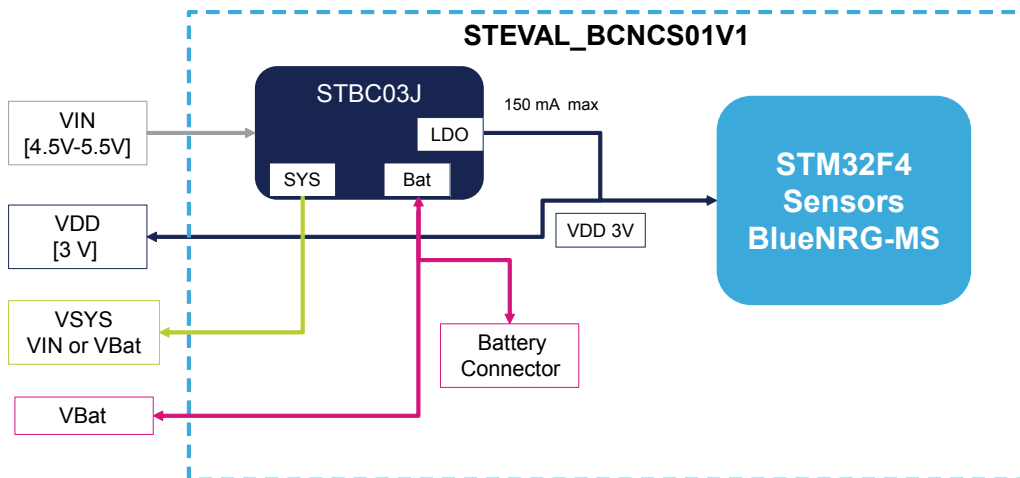 STEVAL_BCNCS01V1
STBC03J
150 mA max
LDO
VIN
[4.5V-5.5V]
SYS
Bat
STM32F4
Sensors
BlueNRG-MS
VDD
[3 V]
VDD 3V
VSYS
VIN or VBat
Battery
Connector
VBat